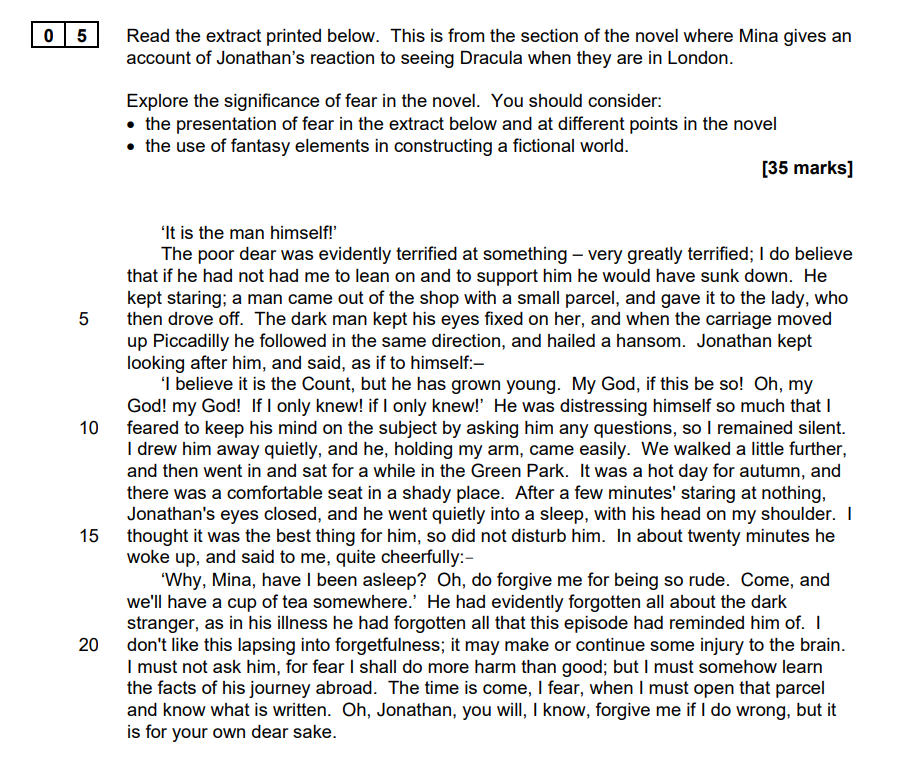 0 5 Read the extract printed below. This is from the section of the novel where Mina gives an
account of Jonathan's reaction to seeing Dracula when they are in London.
Explore the significance of fear in the novel. You should consider:
• the presentation of fear in the extract below and at different points in the novel
• the use of fantasy elements in constructing a fictional world.
[35 marks]
'It is the man himself!'
The poor dear was evidently terrified at something – very greatly terrified; I do believe
that if he had not had me to lean on and to support him he would have sunk down. He
kept staring; a man came out of the shop with a small parcel, and gave it to the lady, who
5 then drove off. The dark man kept his eyes fixed on her, and when the carriage moved
up Piccadilly he followed in the same direction, and hailed a hansom. Jonathan kept
looking after him, and said, as if to himself:–
'I believe it is the Count, but he has grown young. My God, if this be so! Oh, my
God! my God! If I only knew! if I only knew!' He was distressing himself so much that I
10 feared to keep his mind on the subject by asking him any questions, so I remained silent.
I drew him away quietly, and he, holding my arm, came easily. We walked a little further,
and then went in and sat for a while in the Green Park. It was a hot day for autumn, and
there was a comfortable seat in a shady place. After a few minutes' staring at nothing,
Jonathan's eyes closed, and he went quietly into a sleep, with his head on my shoulder. I
15 thought it was the best thing for him, so did not disturb him. In about twenty minutes he
woke up, and said to me, quite cheerfully:–
'Why, Mina, have I been asleep? Oh, do forgive me for being so rude. Come, and
we'll have a cup of tea somewhere.' He had evidently forgotten all about the dark
stranger, as in his illness he had forgotten all that this episode had reminded him of. I
20 don't like this lapsing into forgetfulness; it may make or continue some injury to the brain.
I must not ask him, for fear I shall do more harm than good; but I must somehow learn
the facts of his journey abroad. The time is come, I fear, when I must open that parcel
and know what is written. Oh, Jonathan, you will, I know, forgive me if I do wrong, but it
is for your own dear sake.